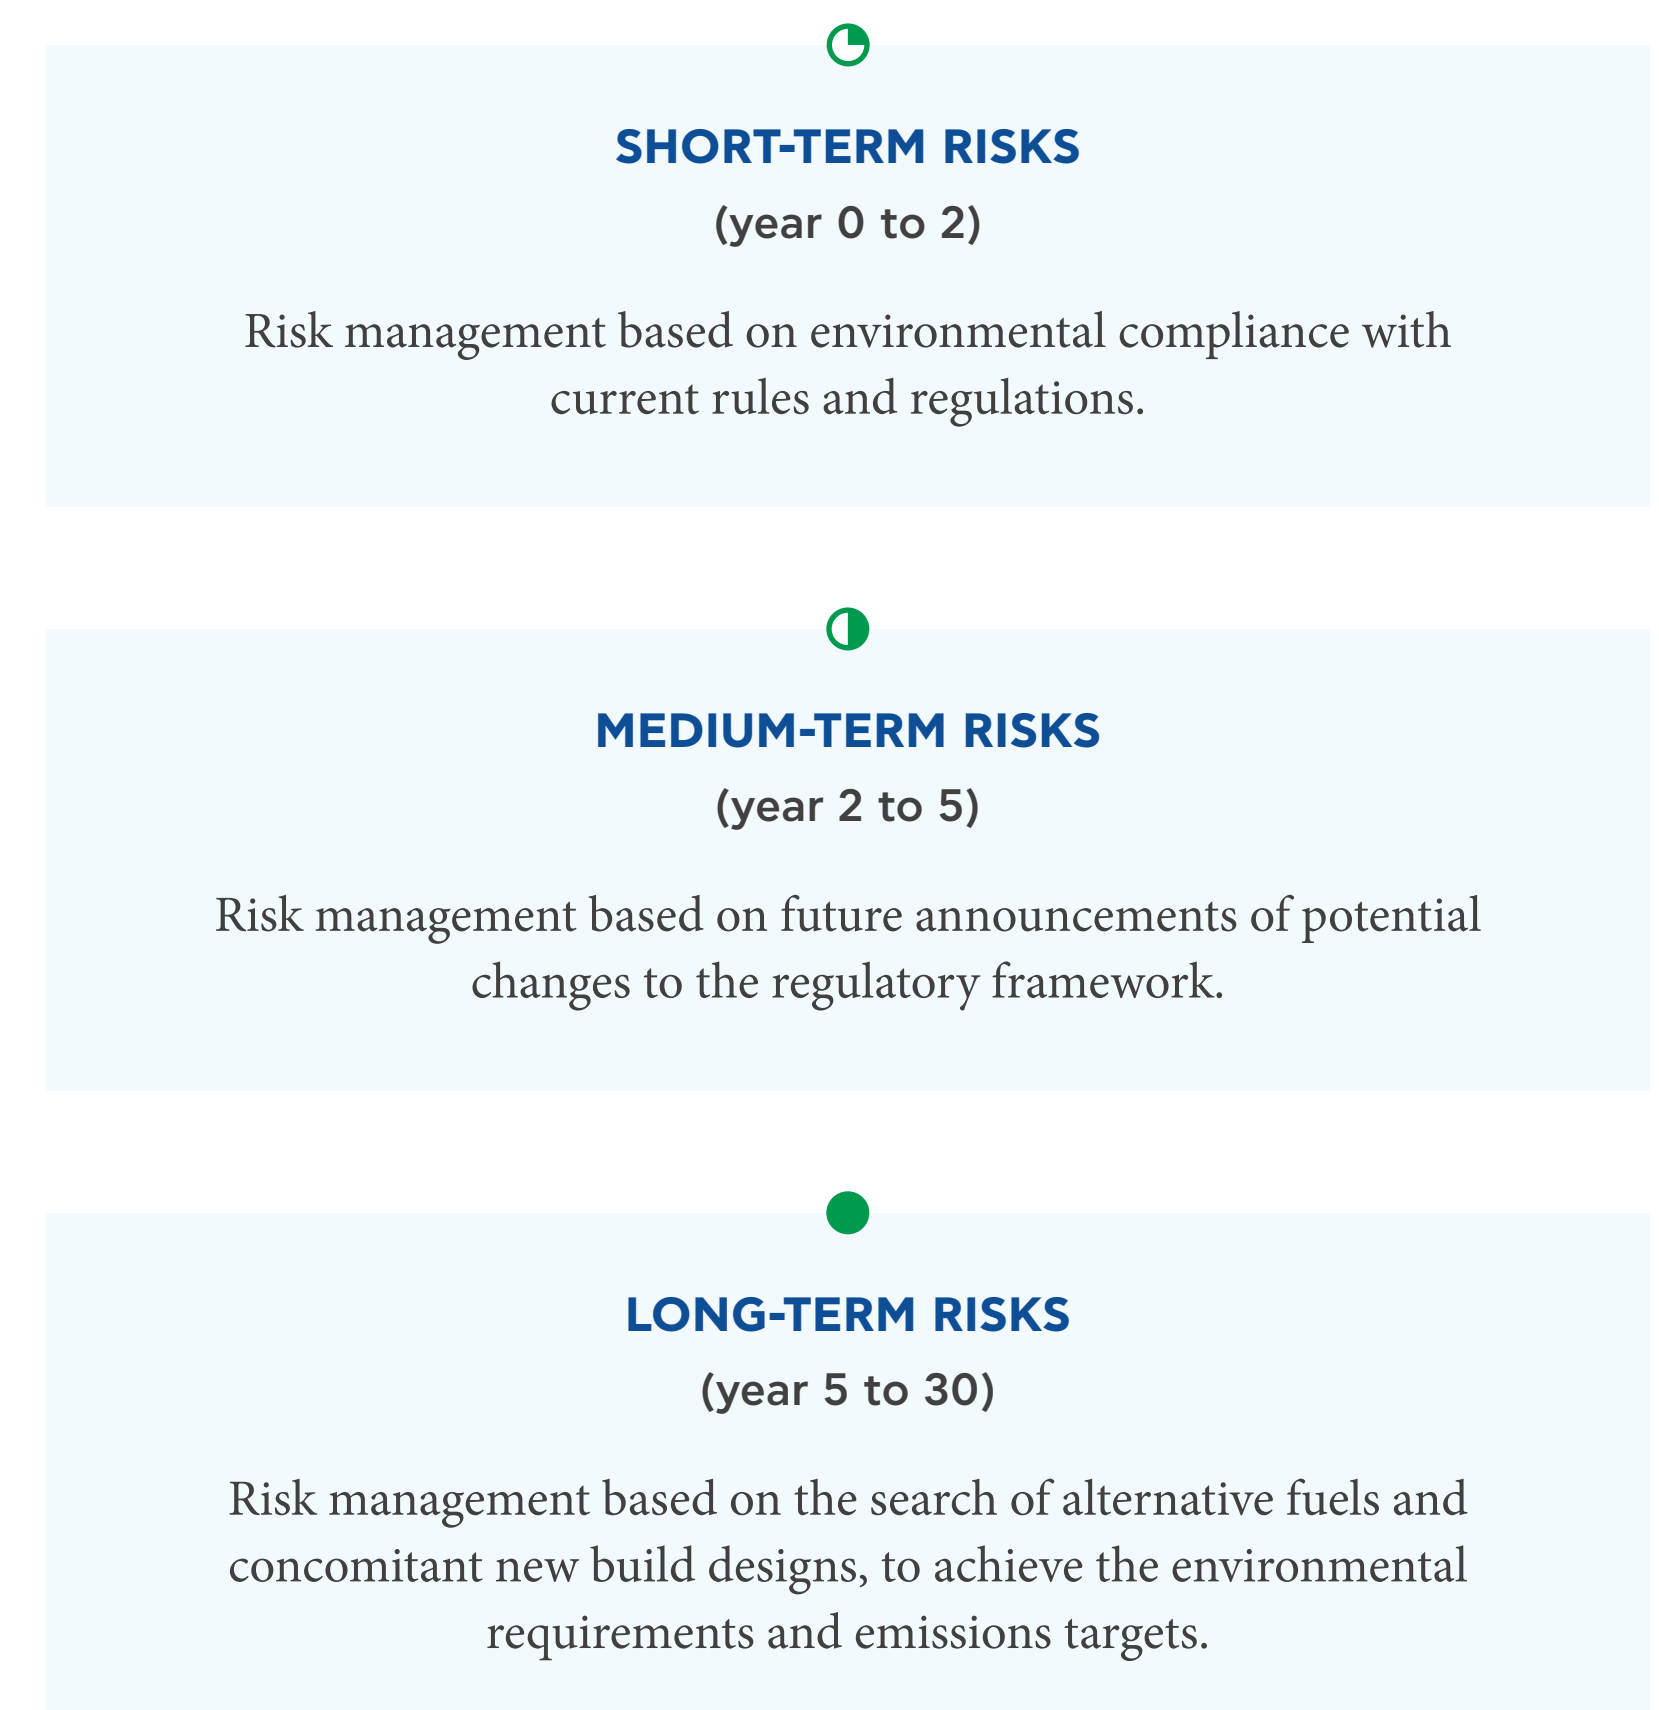 SHORT-TERM RISKS
(year 0 to 2)
Risk management based on environmental compliance with
current rules and regulations.
MEDIUM-TERM RISKS
(year 2 to 5)
Risk management based on future announcements of potential
changes to the regulatory framework.
LONG-TERM RISKS
(year 5 to 30)
Risk management based on the search of alternative fuels and
concomitant new build designs, to achieve the environmental
requirements and emissions targets.